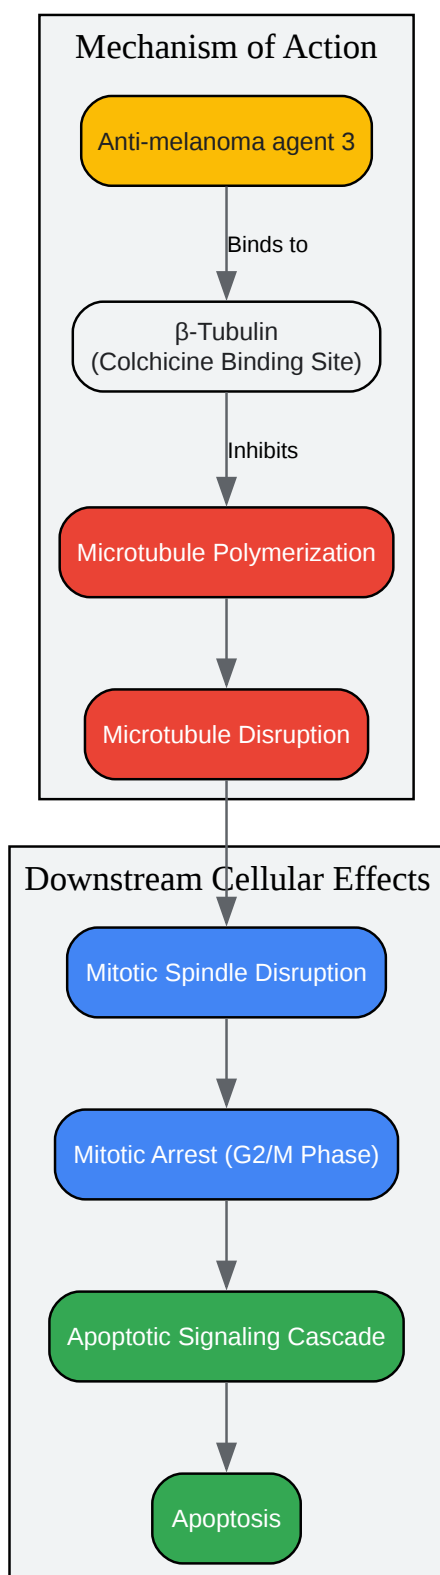 Mechanism of Action
Anti-melanoma agent 3
Binds to
β-Tubulin
(Colchicine Binding Site)
Inhibits
Microtubule Polymerization
Microtubule Disruption
Downstream Cellular Effects
Mitotic Spindle Disruption
Mitotic Arrest (G2/M Phase)
Apoptotic Signaling Cascade
Apoptosis